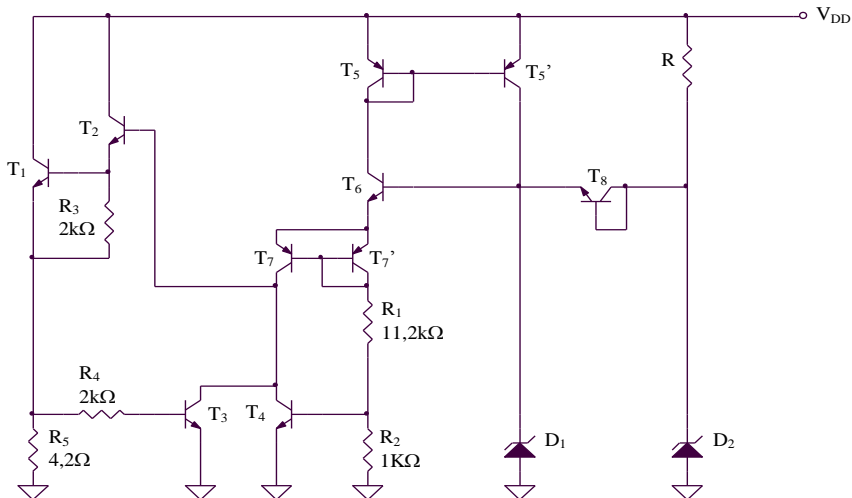 V_DD
T₅
T₅’
R
T₂
T₁
T₆
T₈
R₃
2kΩ
T₇
T₇’
R₁
11,2kΩ
R₄
2kΩ
T₃
T₄
R₅
4,2Ω
R₂
1KΩ
D₁
D₂